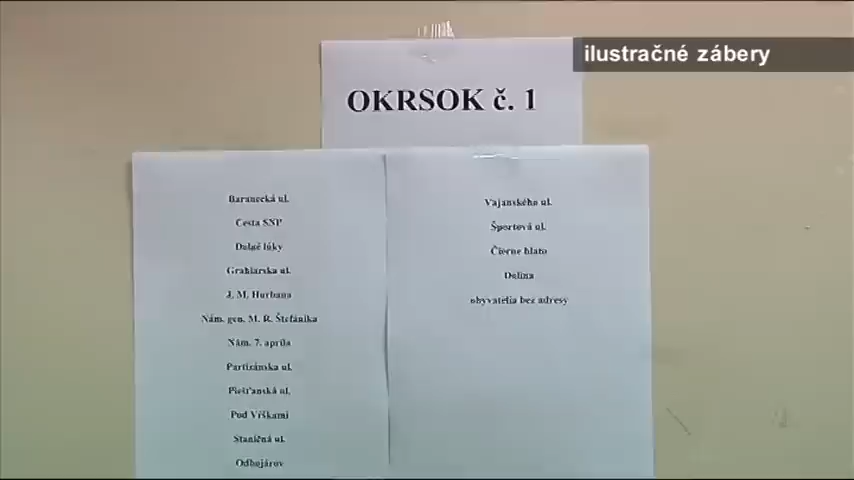 ilustračné zábery
OKRSOK č. 1
Baranecká ul.
Cesta SNP
Dolné lúky
Grabiarska ul.
J. M. Hurbana
Nám. gen. M. R. Štefánika
Nám. 7. apríla
Partizánska ul.
Piešťanská ul.
Pod Vŕškami
Staničná ul.
Odbojárov
Vajanského ul.
Športová ul.
Čierne blato
Dolina
obyvatelia bez adresy